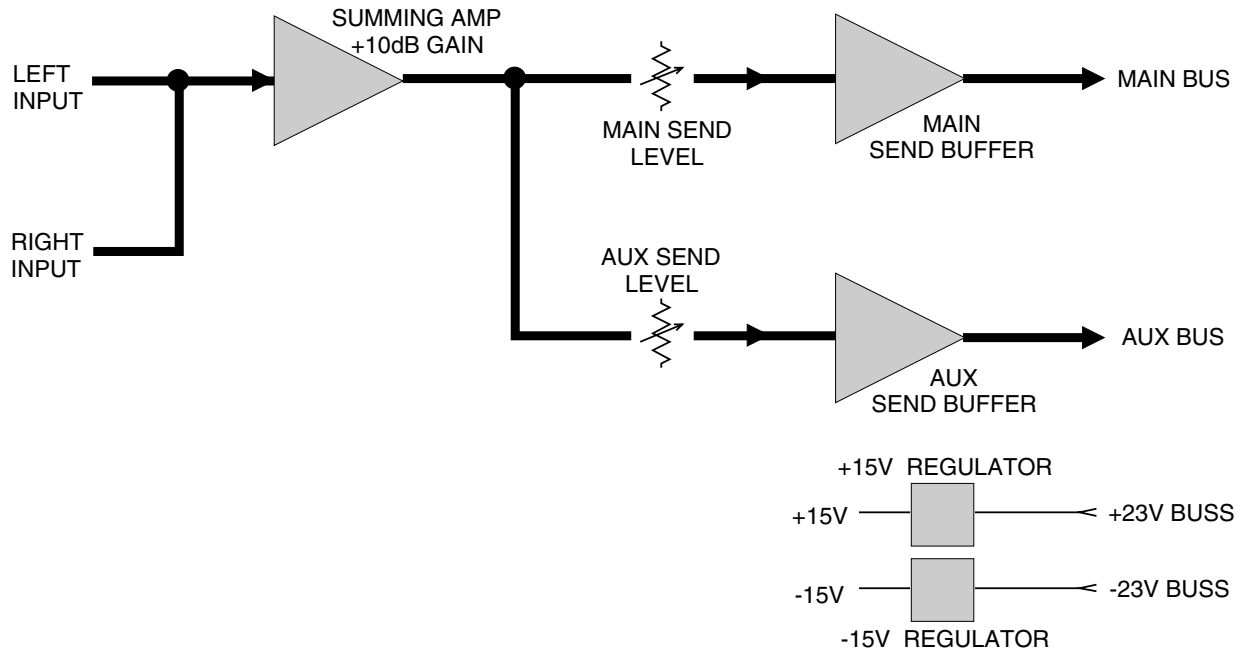 SUMMING AMP
+10dB GAIN
LEFT
INPUT
MAIN BUS
MAIN SEND
LEVEL
MAIN
SEND BUFFER
RIGHT
INPUT
AUX SEND
LEVEL
AUX BUS
AUX
SEND BUFFER
+15V REGULATOR
+15V
+23V BUSS
-15V
-23V BUSS
-15V REGULATOR